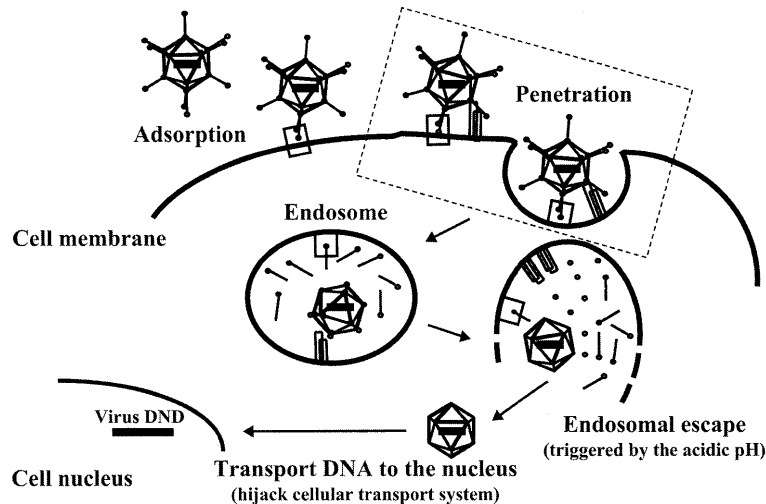 Penetration
Adsorption
Endosome
Cell membrane
Virus DND
Endosomal escape
(triggered by the acidic pH)
Transport DNA to the nucleus
(hijack cellular transport system)
Cell nucleus